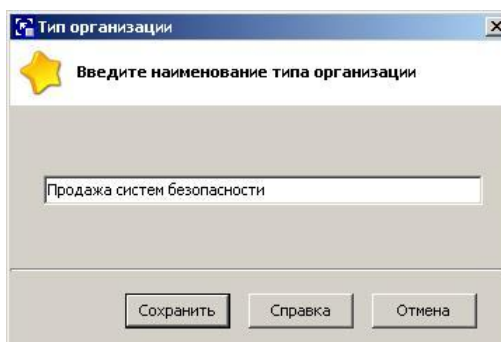 Тип организации
Введите наименование типа организации
Продажа систем безопасности
Сохранить Справка Отмена